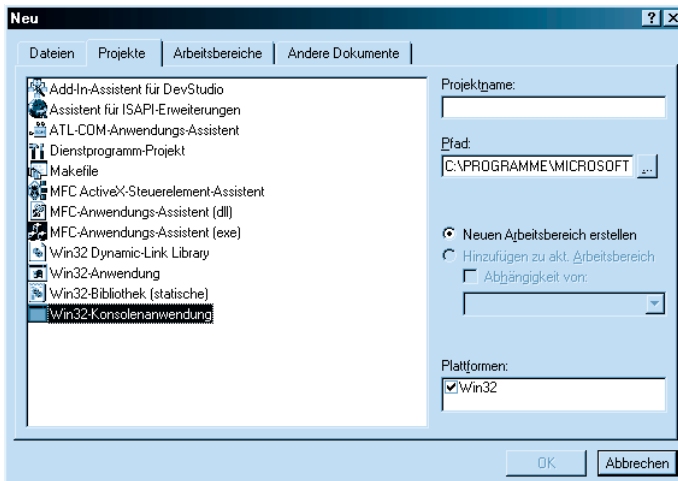 Neu
Dateien Projekte Arbeitsbereiche Andere Dokumente
Add-In-Assistent für DevStudio
Assistent für ISAPI-Erweiterungen
ATL-COM-Anwendungs-Assistent
Dienstprogramm-Projekt
Makefile
MFC ActiveX-Steuerelement-Assistent
MFC-Anwendungs-Assistent (dll)
MFC-Anwendungs-Assistent (exe)
Win32 Dynamic-Link Library
Win32-Anwendung
Win32-Bibliothek (statische)
Win32-Konsolenanwendung
Projektname:
Pfad:
C:\PROGRAMME\MICROSOFT ...
Neuen Arbeitsbereich erstellen
Hinzufügen zu akt. Arbeitsbereich
Abhängigkeit von:
Plattformen:
Win32
OK Abbrechen